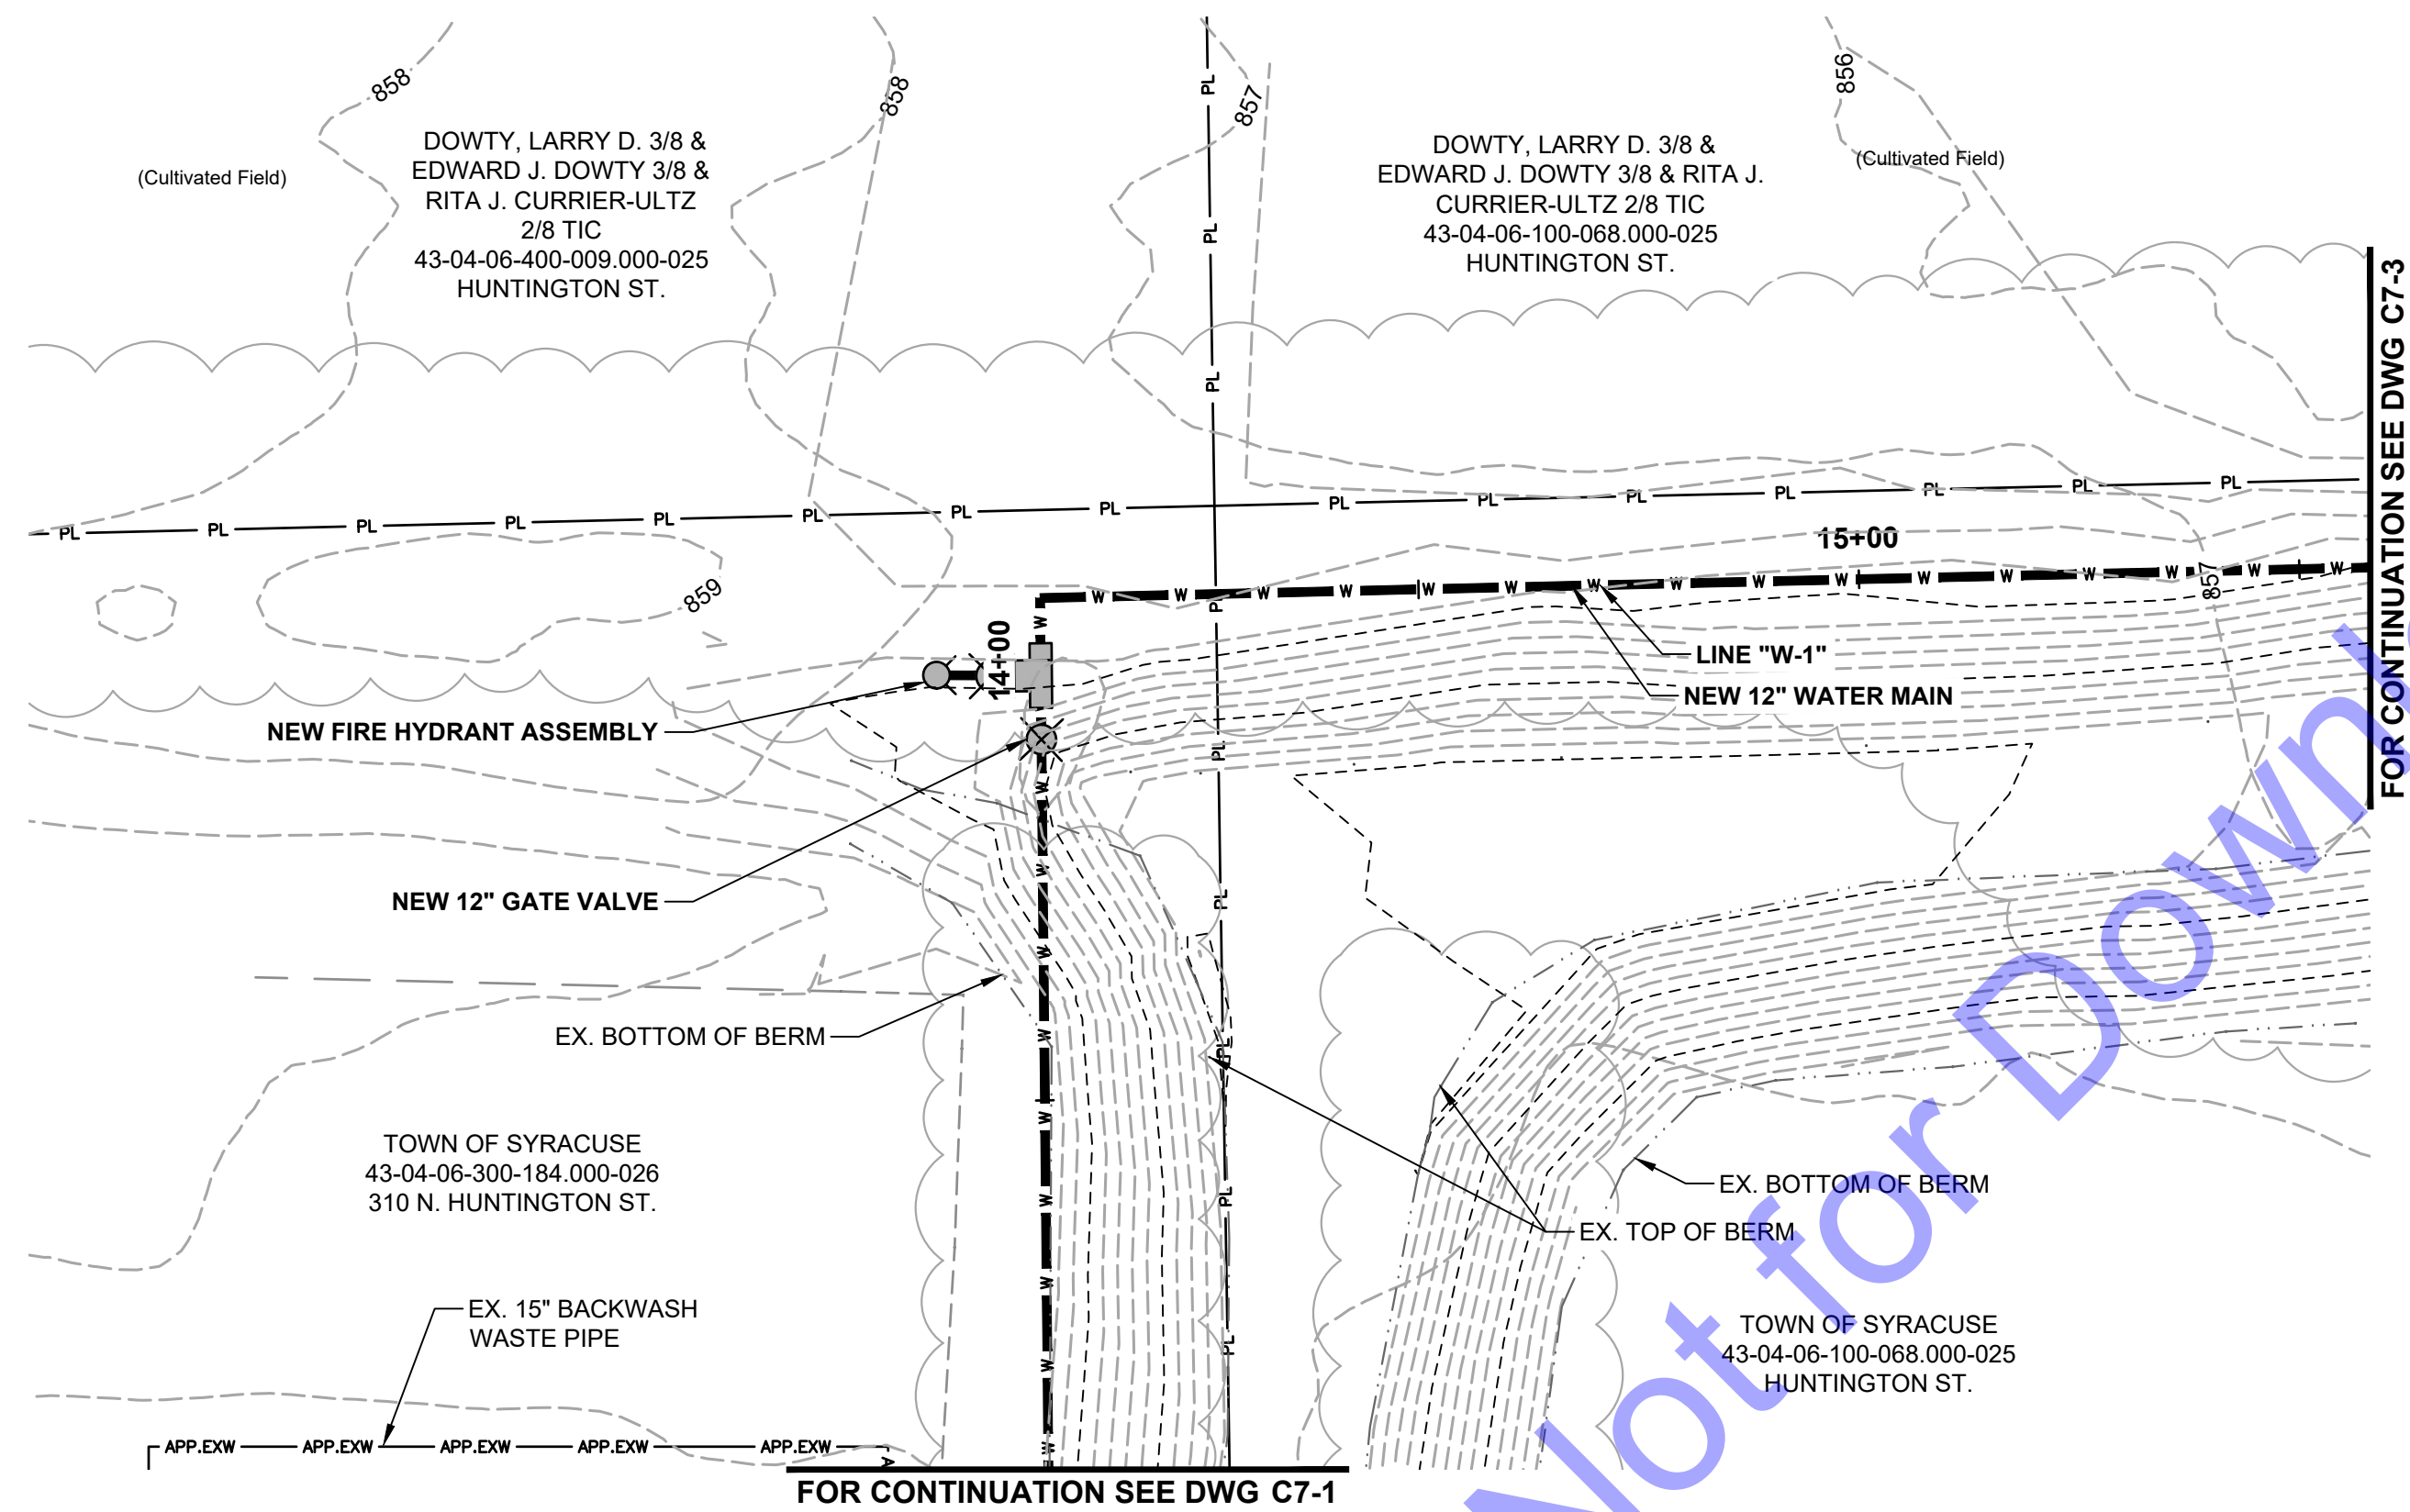 858
858
857
856
(Cultivated Field)
DOWTY, LARRY D. 3/8 &
EDWARD J. DOWTY 3/8 &
RITA J. CURRIER-ULTZ
2/8 TIC
43-04-06-400-009.000-025
HUNTINGTON ST.
DOWTY, LARRY D. 3/8 &
EDWARD J. DOWTY 3/8 & RITA J.
CURRIER-ULTZ 2/8 TIC
43-04-06-100-068.000-025
HUNTINGTON ST.
(Cultivated Field)
PL
PL
PL
PL PL PL PL PL PL PL PL PL PL PL PL PL PL PL PL
FOR CONTINUATION SEE DWG C7-3
15+00
W W W W W W W W W W W W W W W W
857
859
14+00
W
PL
LINE "W-1"
NEW 12" WATER MAIN
NEW FIRE HYDRANT ASSEMBLY
PL
W
W
NEW 12" GATE VALVE
PL
W
W
EX. BOTTOM OF BERM
PL
W
TOWN OF SYRACUSE
43-04-06-300-184.000-026
310 N. HUNTINGTON ST.
PL
W
EX. BOTTOM OF BERM
EX. TOP OF BERM
W
EX. 15" BACKWASH
WASTE PIPE
PL
W
TOWN OF SYRACUSE
43-04-06-100-068.000-025
HUNTINGTON ST.
APP.EXW APP.EXW APP.EXW APP.EXW APP.EXW
A
W
FOR CONTINUATION SEE DWG C7-1
Not for Down